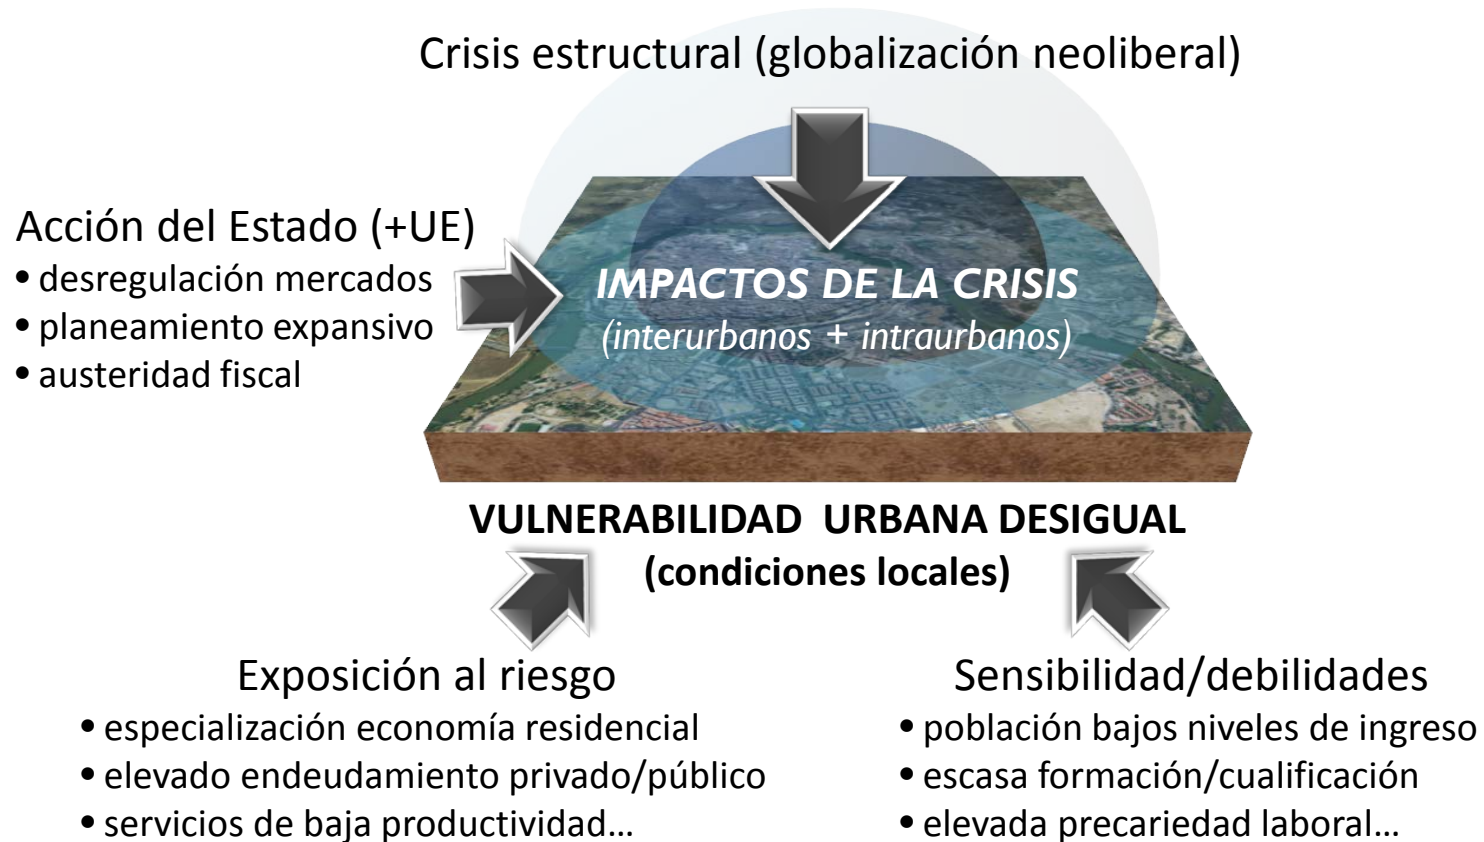 Crisis estructural (globalización neoliberal)
Acción del Estado (+UE)
• desregulación mercados
• planeamiento expansivo
• austeridad fiscal
IMPACTOS DE LA CRISIS
(interurbanos + intraurbanos)
VULNERABILIDAD URBANA DESIGUAL
(condiciones locales)
Exposición al riesgo
• especialización economía residencial
• elevado endeudamiento privado/público
• servicios de baja productividad...
Sensibilidad/debilidades
• población bajos niveles de ingreso
• escasa formación/cualificación
• elevada precariedad laboral...